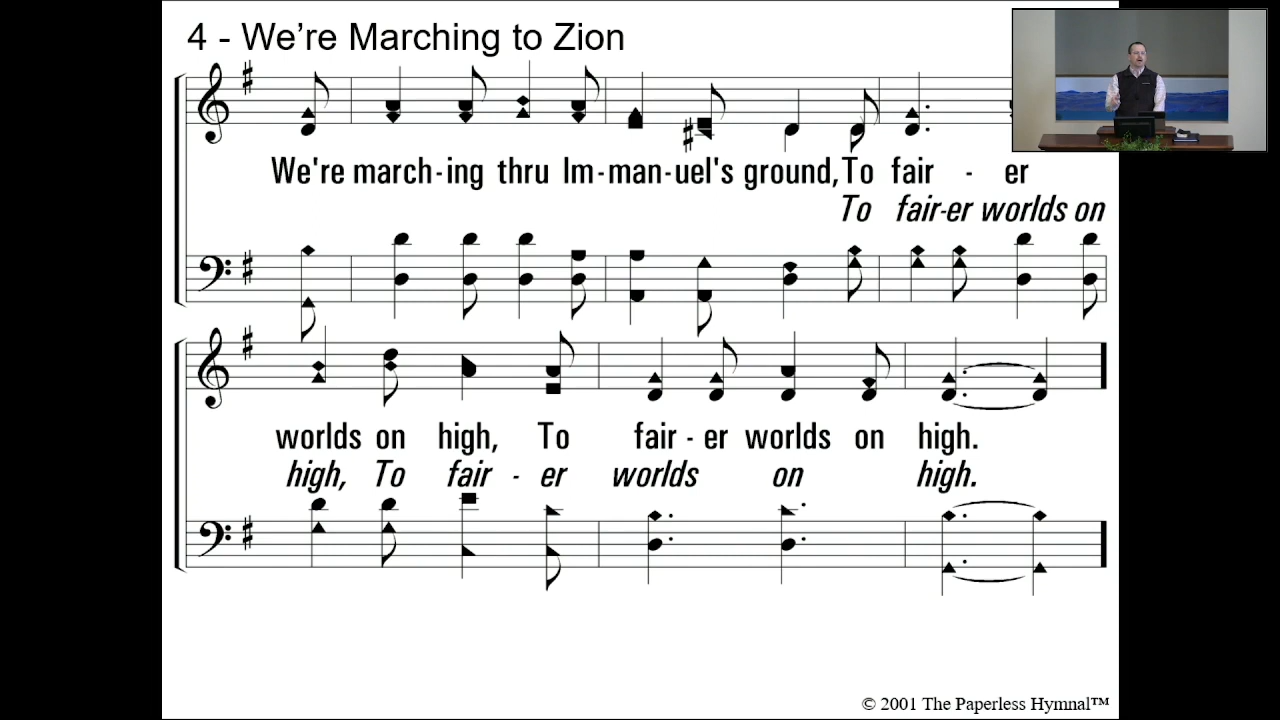 4 - We’re Marching to Zion
We're march-ing thru Im-man-uel's ground, To fair - er
To fair-er worlds on
worlds on high, To fair - er worlds on high.
high, To fair - er worlds on high.
© 2001 The Paperless Hymnal™